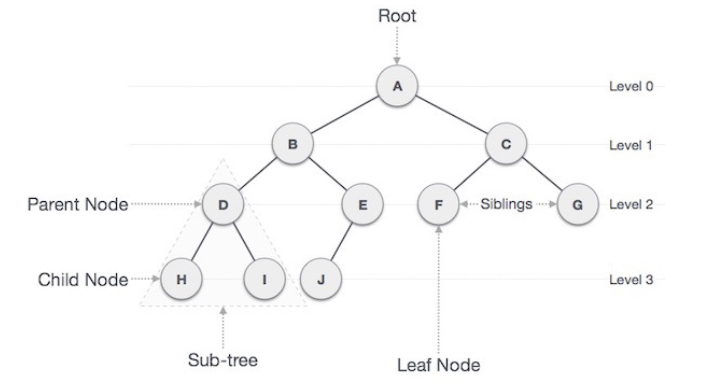 Root
A
Level 0
B
C
Level 1
Parent Node
D
E
F
Siblings
G
Level 2
Child Node
H
I
J
Level 3
Sub-tree
Leaf Node